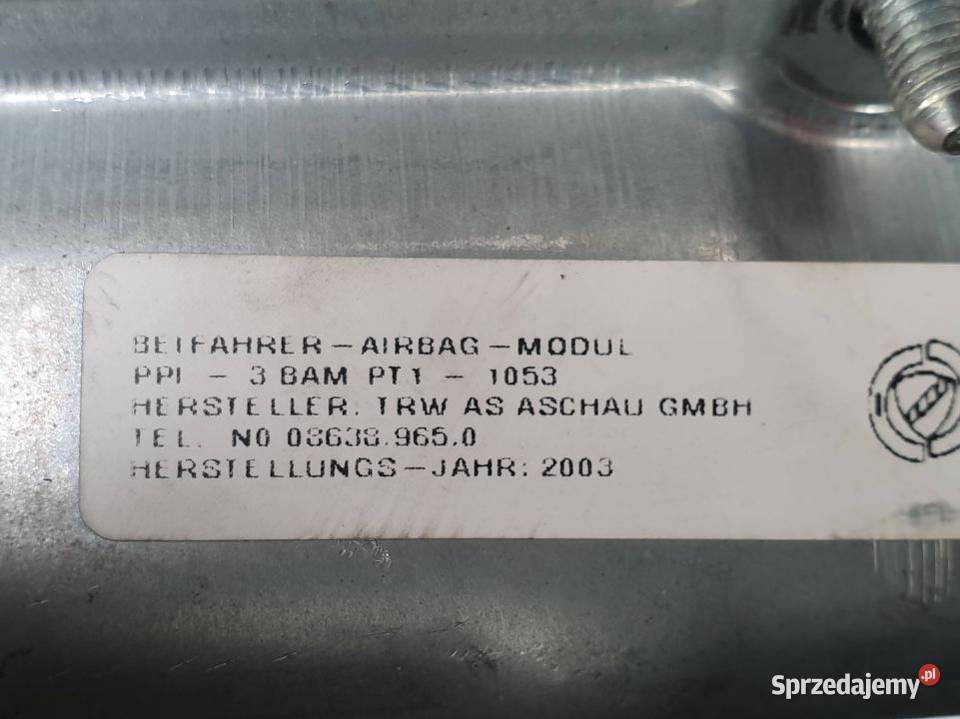 BEIFAHRER-AIRBAG-MODUL
PPI - 3 BAM PT1 - 1053
HERSTELLER: TRW AS ASCHAU GMBH
TEL. NO 08638.965.0
HERSTELLUNGS-JAHR: 2003
Sprzedajemy.pl